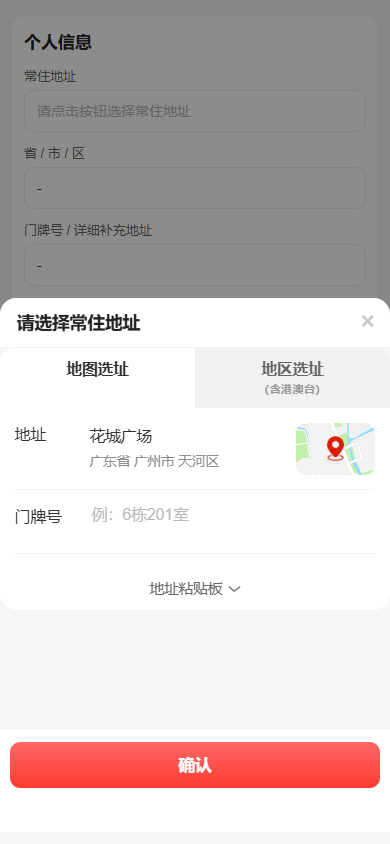 个人信息
常住地址
请点击按钮选择常住地址
省 / 市 / 区
-
门牌号 / 详细补充地址
-
请选择常住地址
×
地图选址
地区选址
(含港澳台)
地址
花城广场
广东省 广州市 天河区
门牌号
例：6栋201室
地址粘贴板
确认